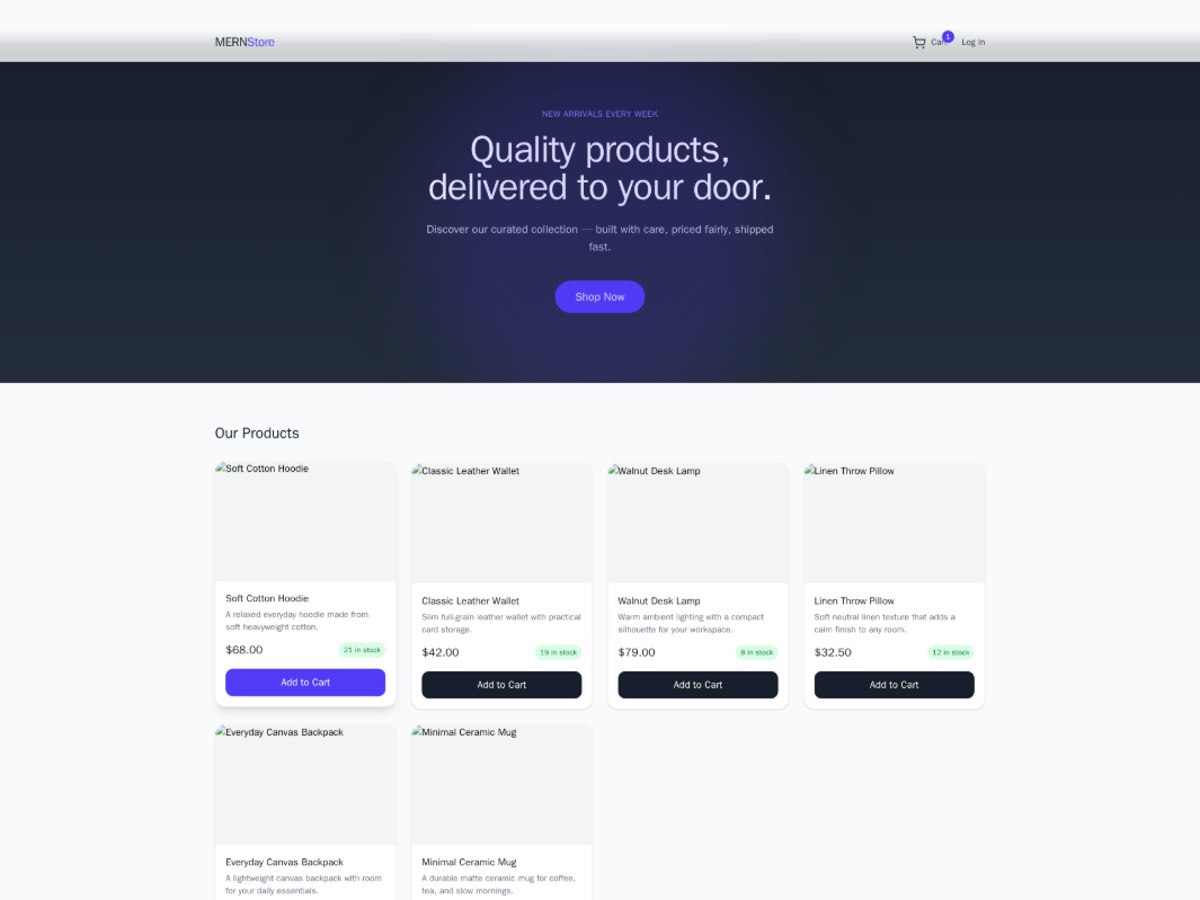 MERNStore
Cart 1 Log in
NEW ARRIVALS EVERY WEEK
Quality products,
delivered to your door.
Discover our curated collection — built with care, priced fairly, shipped
fast.
Shop Now
Our Products
Soft Cotton Hoodie
Classic Leather Wallet
Walnut Desk Lamp
Linen Throw Pillow
Soft Cotton Hoodie
A relaxed everyday hoodie made from
soft heavyweight cotton.
$68.00 21 in stock
Add to Cart
Classic Leather Wallet
Slim full-grain leather wallet with practical
card storage.
$42.00 19 in stock
Add to Cart
Walnut Desk Lamp
Warm ambient lighting with a compact
silhouette for your workspace.
$79.00 8 in stock
Add to Cart
Linen Throw Pillow
Soft neutral linen texture that adds a
calm finish to any room.
$32.50 12 in stock
Add to Cart
Everyday Canvas Backpack
Minimal Ceramic Mug
Everyday Canvas Backpack
A lightweight canvas backpack with room
for your daily essentials.
Minimal Ceramic Mug
A durable matte ceramic mug for coffee,
tea, and slow mornings.